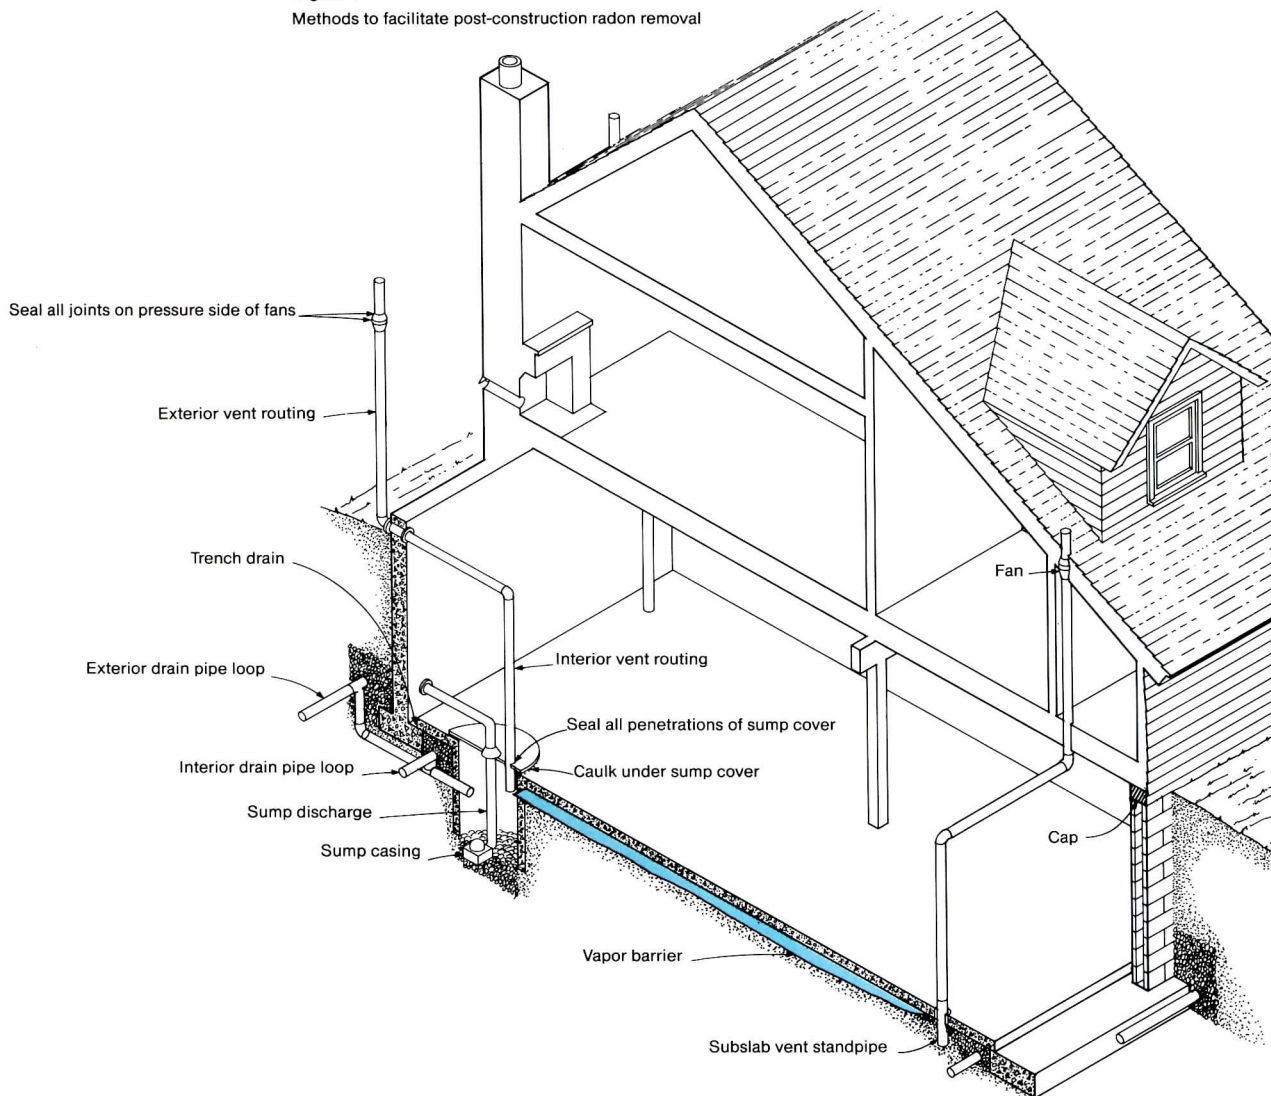 Methods to facilitate post-construction radon removal
Seal all joints on pressure side of fans
Exterior vent routing
Trench drain
Fan
Exterior drain pipe loop
Interior vent routing
Seal all penetrations of sump cover
Interior drain pipe loop
Caulk under sump cover
Sump discharge
Cap
Sump casing
Vapor barrier
Subslab vent standpipe